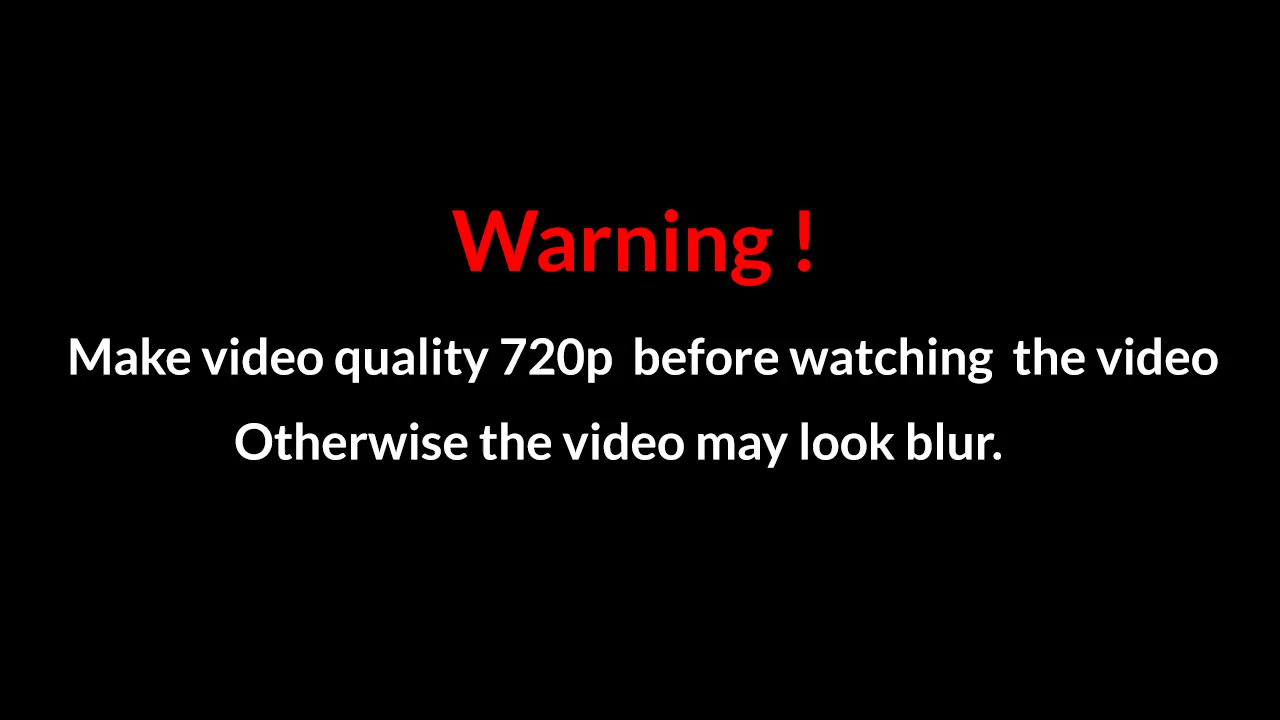 Warning !
Make video quality 720p before watching the video
Otherwise the video may look blur.